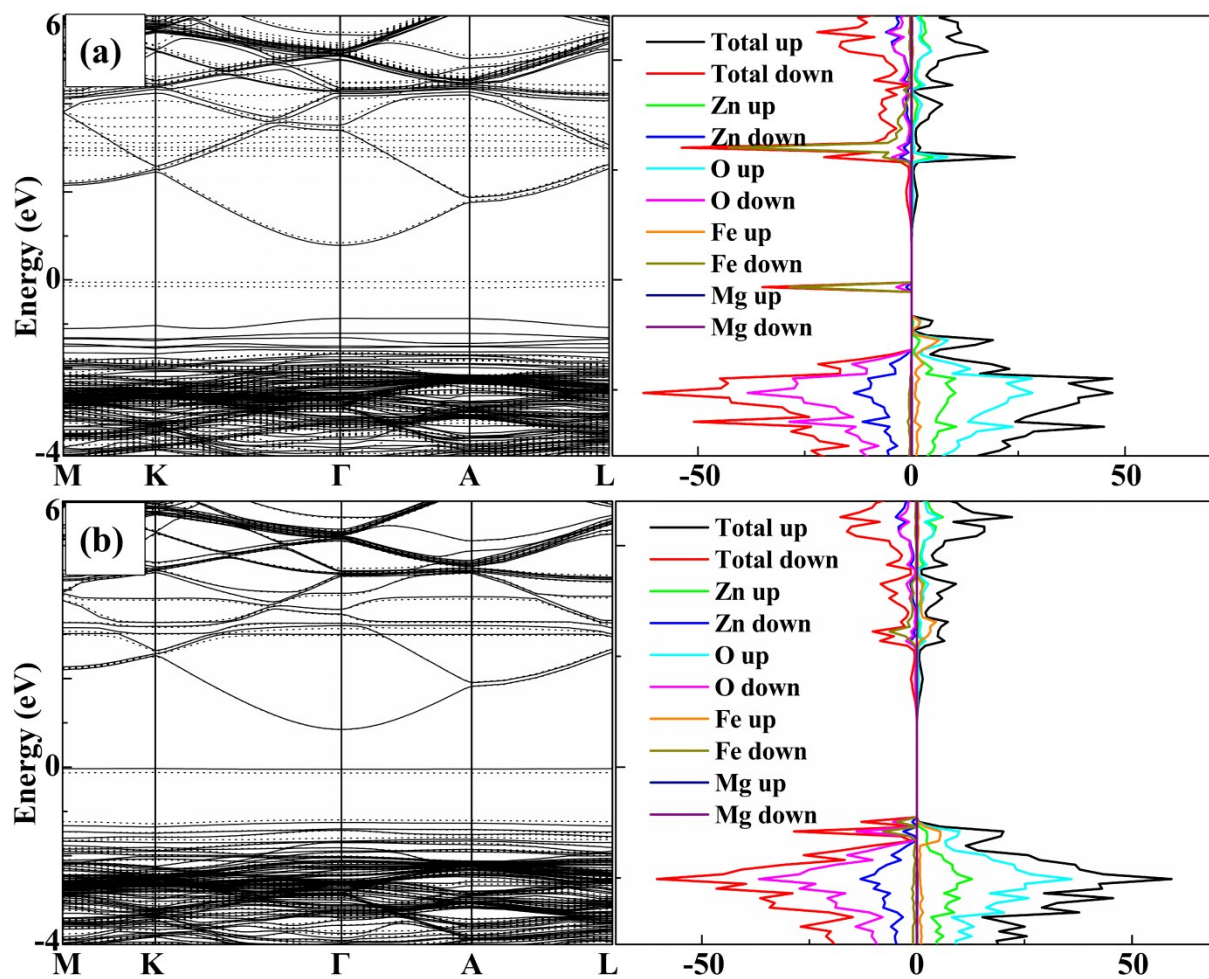 6
(a)
Energy (eV)
0
-4
M K Γ A L
Total up
Total down
Zn up
Zn down
O up
O down
Fe up
Fe down
Mg up
Mg down
-50 0 50
6
(b)
Energy (eV)
0
-4
M K Γ A L
Total up
Total down
Zn up
Zn down
O up
O down
Fe up
Fe down
Mg up
Mg down
-50 0 50